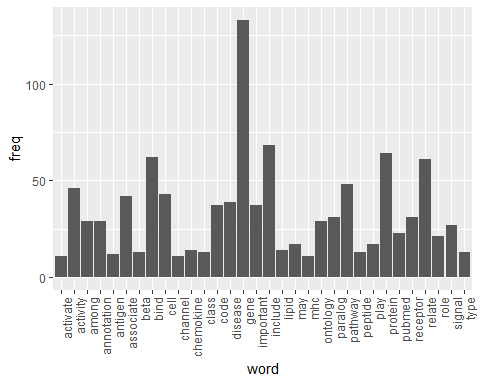 freq
100
50
0
activate
activity
among
annotation
antigen
associate
beta
bind
cell
channel
chemokine
class
code
disease
gene
important
include
lipid
may
mhc
ontology
paralog
pathway
peptide
play
protein
pubmed
receptor
relate
role
signal
type
word